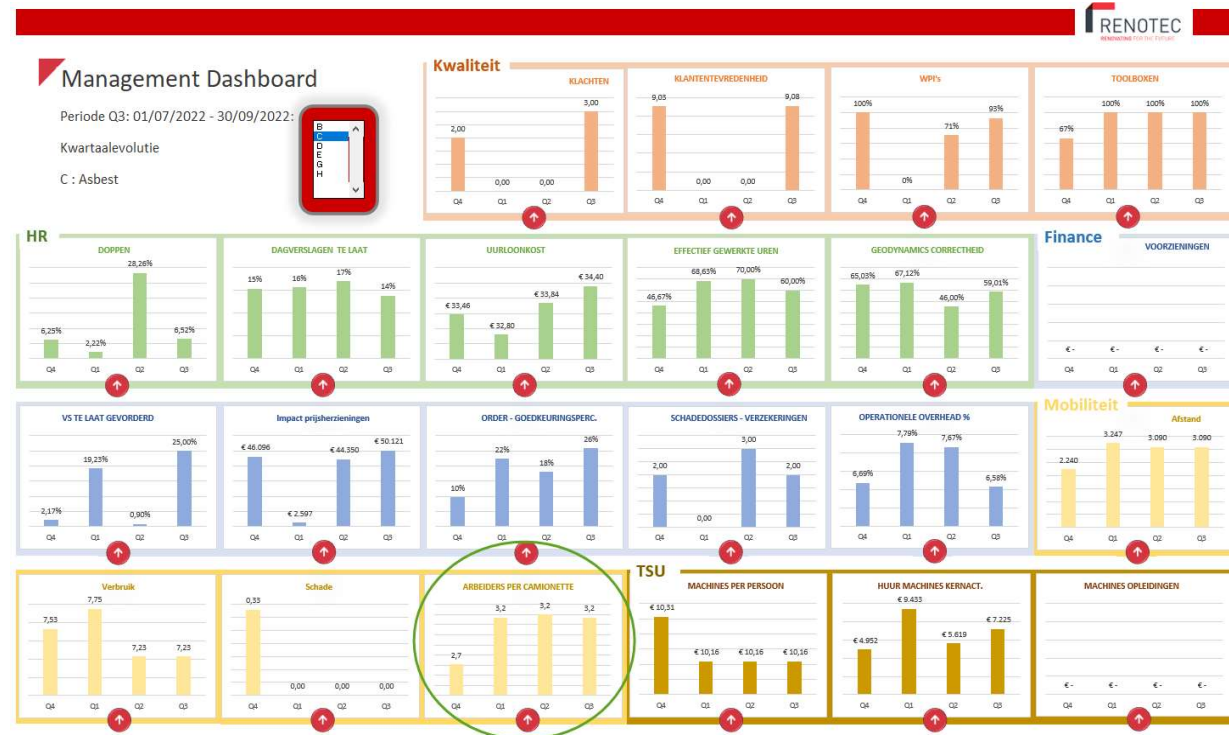 RENOTEC
RENOVATING FOR THE FUTURE
Management Dashboard
Periode Q3: 01/07/2022 - 30/09/2022:
Kwartaalevolutie
C : Asbest
B
C
D
E
G
H
Kwaliteit
KLACHTEN
2,00
0,00
0,00
3,00
Q4
Q1
Q2
Q3
KLANTENTEVREDENHEID
9,03
0,00
0,00
9,08
Q4
Q1
Q2
Q3
WPI's
100%
0%
71%
93%
Q4
Q1
Q2
Q3
TOOLBOXEN
67%
100%
100%
100%
Q4
Q1
Q2
Q3
HR
DOPPEN
6,25%
2,22%
28,26%
6,52%
Q4
Q1
Q2
Q3
DAGVERSLAGEN TE LAAT
15%
16%
17%
14%
Q4
Q1
Q2
Q3
UURLOONKOST
€ 33,46
€ 32,80
€ 33,84
€ 34,40
Q4
Q1
Q2
Q3
EFFECTIEF GEWERKTE UREN
46,67%
68,63%
70,00%
60,00%
Q4
Q1
Q2
Q3
GEODYNAMICS CORRECTHEID
65,03%
67,12%
46,00%
59,01%
Q4
Q1
Q2
Q3
Finance
VOORZIENINGEN
€ -
€ -
€ -
€ -
Q4
Q1
Q2
Q3
VS TE LAAT GEVORDERD
2,17%
19,23%
0,90%
25,00%
Q4
Q1
Q2
Q3
Impact prijsherzieningen
€ 46.096
€ 2.597
€ 44.350
€ 50.121
Q4
Q1
Q2
Q3
ORDER - GOEDKEURINGSPERC.
10%
22%
18%
26%
Q4
Q1
Q2
Q3
SCHADEDOSSIERS - VERZEKERINGEN
2,00
0,00
3,00
2,00
Q4
Q1
Q2
Q3
OPERATIONELE OVERHEAD %
6,69%
7,79%
7,67%
6,58%
Q4
Q1
Q2
Q3
Mobiliteit
Afstand
2.240
3.247
3.090
3.090
Q4
Q1
Q2
Q3
Verbruik
7,53
7,75
7,23
7,23
Q4
Q1
Q2
Q3
Schade
0,33
0,00
0,00
0,00
Q4
Q1
Q2
Q3
ARBEIDERS PER CAMIONETTE
2,7
3,2
3,2
3,2
Q4
Q1
Q2
Q3
TSU
MACHINES PER PERSOON
€ 10,31
€ 10,16
€ 10,16
€ 10,16
Q4
Q1
Q2
Q3
HUUR MACHINES KERNACT.
€ 4.952
€ 9.433
€ 5.619
€ 7.225
Q4
Q1
Q2
Q3
MACHINES OPLEIDINGEN
€ -
€ -
€ -
€ -
Q4
Q1
Q2
Q3